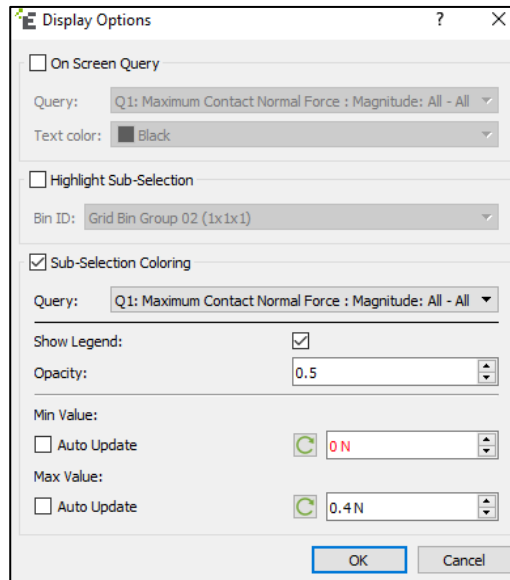 Display Options
?
On Screen Query
Query: Q1: Maximum Contact Normal Force : Magnitude: All - All
Text color: Black
Highlight Sub-Selection
Bin ID: Grid Bin Group 02 (1x1x1)
Sub-Selection Coloring
Query: Q1: Maximum Contact Normal Force : Magnitude: All - All
Show Legend:
Opacity: 0.5
Min Value:
Auto Update 0 N
Max Value:
Auto Update 0.4 N
OK Cancel